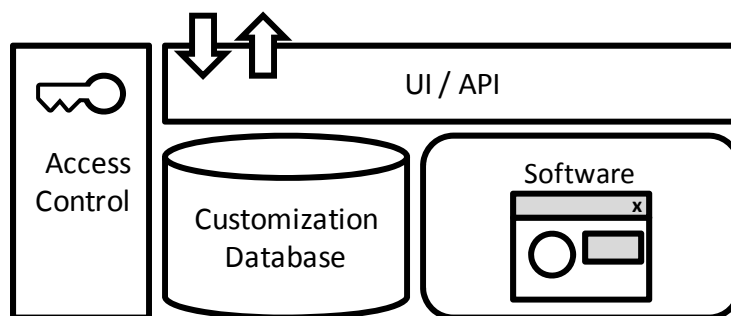 UI / API
Access
Control
Customization
Database
Software
x